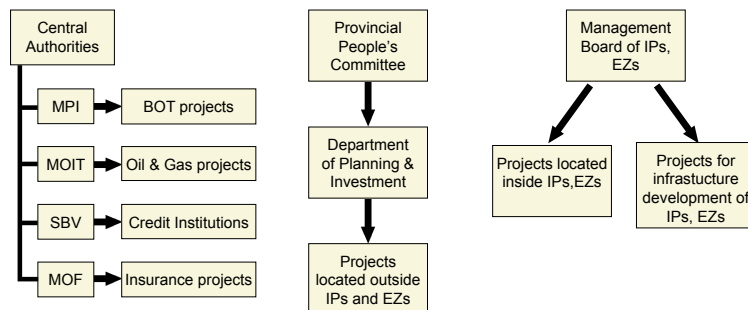 Central
Authorities
MPI
BOT projects
MOIT
Oil & Gas projects
SBV
Credit Institutions
MOF
Insurance projects
Provincial
People's
Committee
Department
of Planning &
Investment
Projects
located outside
IPs and EZs
Management
Board of IPs,
EZs
Projects located
inside IPs,EZs
Projects for
infrastucture
development of
IPs, EZs